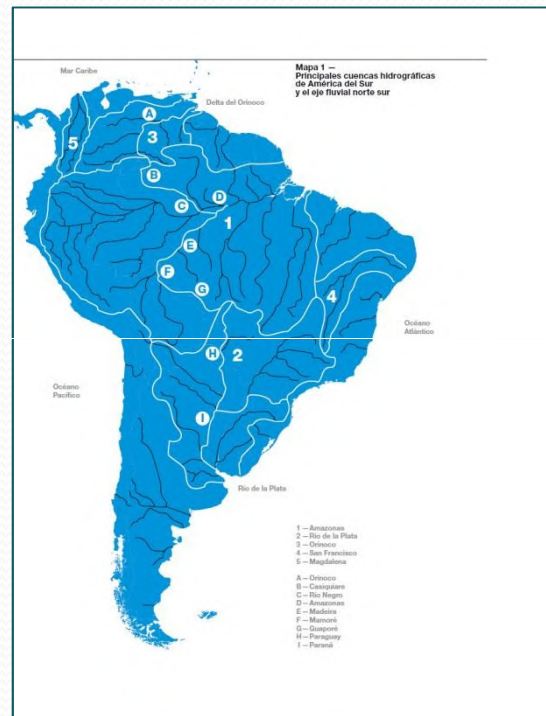 Mapa 1 —
Principales cuencas hidrográficas
de América del Sur
y el eje fluvial norte sur
Mar Caribe
Delta del Orinoco
A
5
3
B
C
D
1
E
F
G
4
Océano
Atlántico
H
2
Océano
Pacífico
I
Río de la Plata
1 — Amazonas
2 — Río de la Plata
3 — Orinoco
4 — San Francisco
5 — Magdalena
A — Orinoco
B — Casiquiare
C — Río Negro
D — Amazonas
E — Madeira
F — Mamoré
G — Guaporé
H — Paraguay
I — Paraná